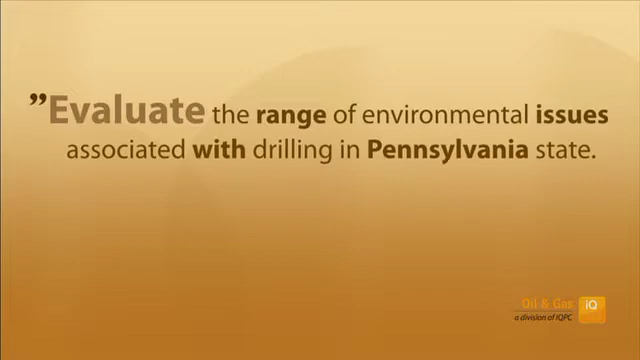 ”Evaluate the range of environmental issues
associated with drilling in Pennsylvania state.
Oil & Gas iQ
a division of IQPC